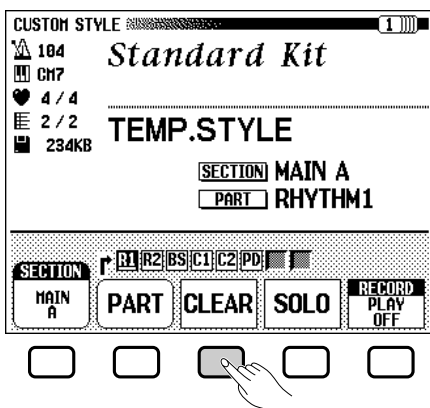 CUSTOM STYLE
1
104
Standard Kit
CM7
4/4
2/2
TEMP.STYLE
234KB
SECTION MAIN A
PART RHYTHM1
R1 R2 BS C1 C2 PD
SECTION
MAIN
A
PART
CLEAR
SOLO
RECORD
PLAY
OFF